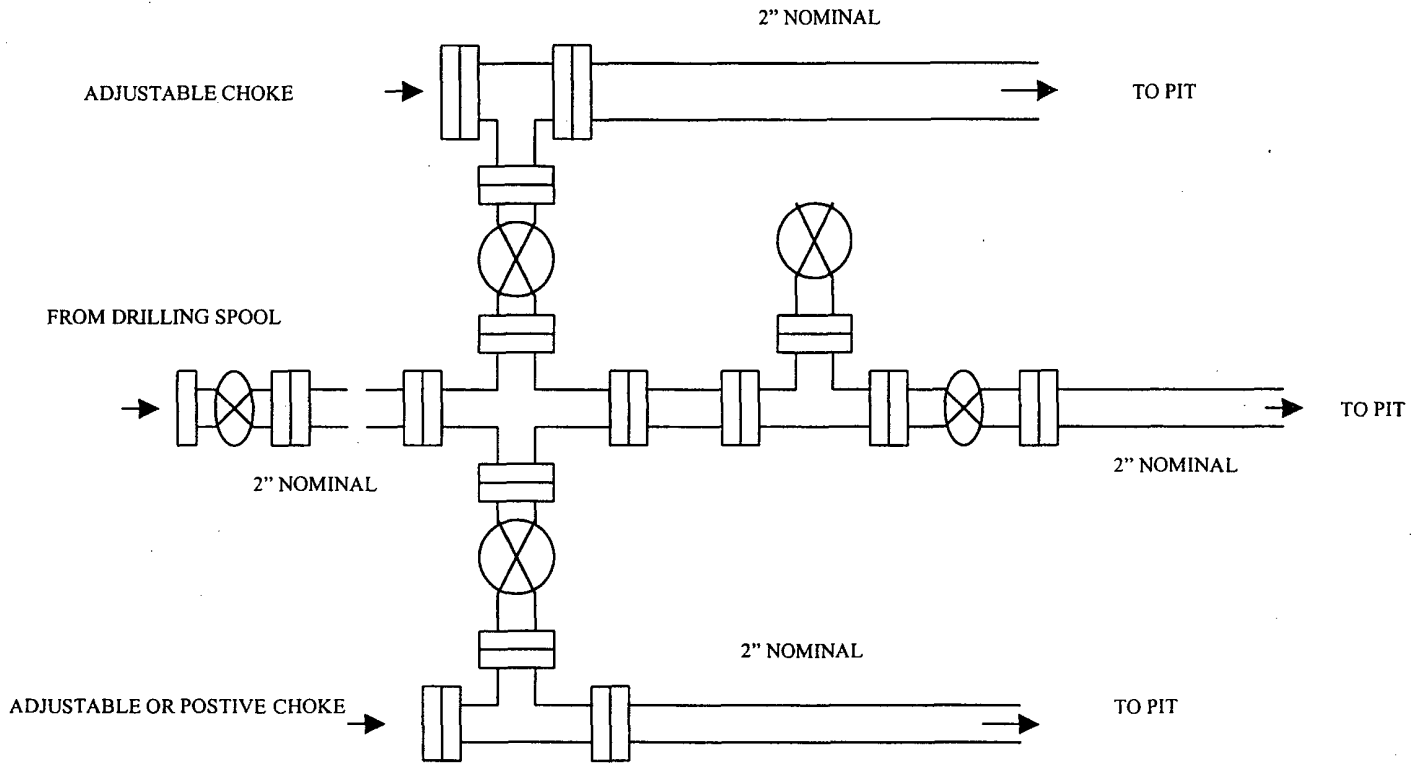 2” NOMINAL
ADJUSTABLE CHOKE
TO PIT
FROM DRILLING SPOOL
TO PIT
2” NOMINAL
2” NOMINAL
2” NOMINAL
ADJUSTABLE OR POSTIVE CHOKE
TO PIT